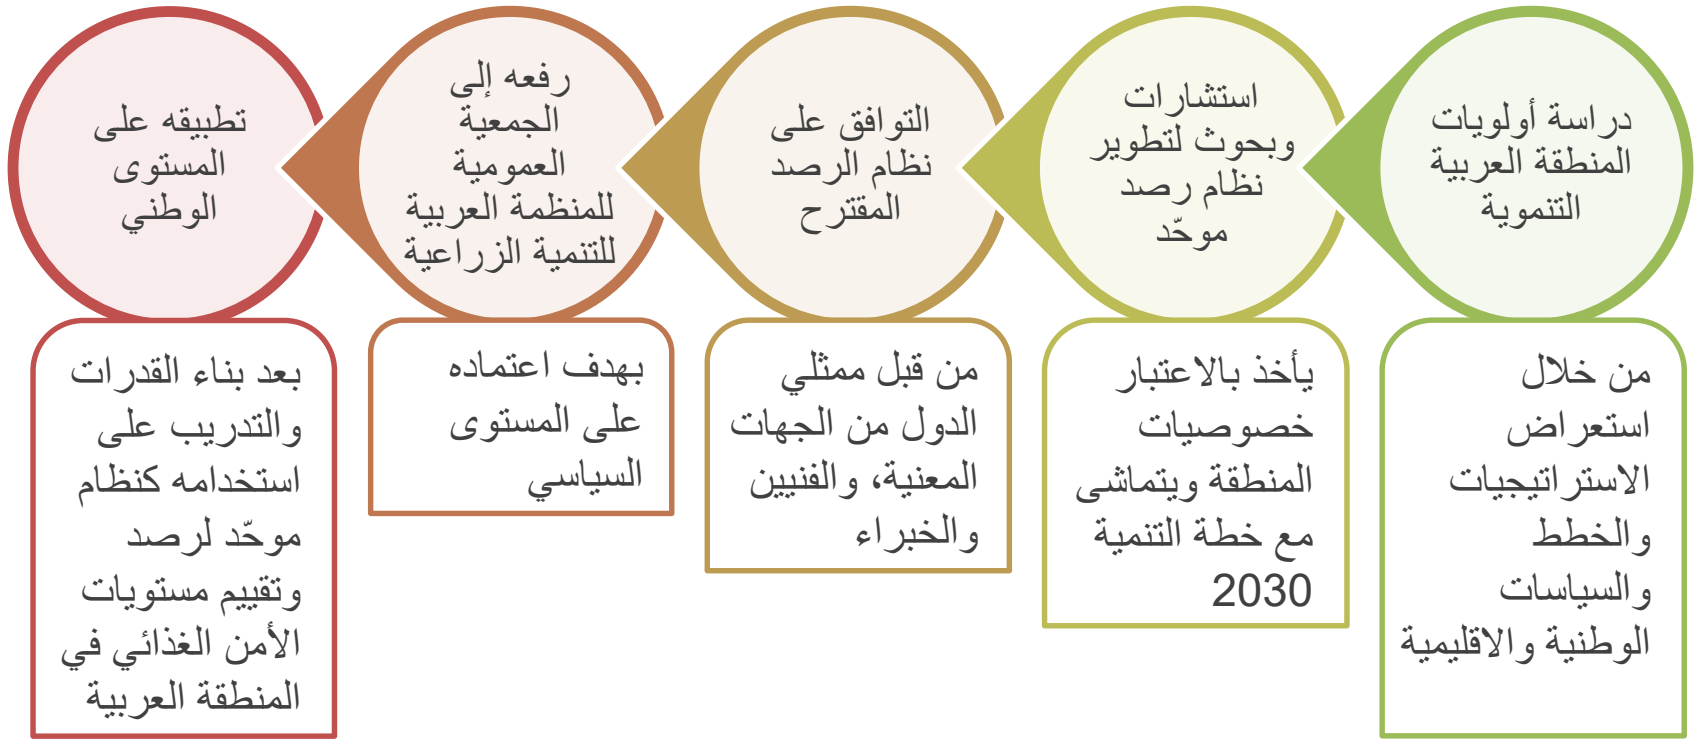 دراسة أولويات
المنطقة العربية
التنموية
من خلال
استعراض
الاستراتيجيات
والخطط
والسياسات
الوطنية والاقليمية
استشارات
وبحوث لتطوير
نظام رصد
موحّد
يأخذ بالاعتبار
خصوصيات
المنطقة ويتماشى
مع خطة التنمية
2030
التوافق على
نظام الرصد
المقترح
من قبل ممثلي
الدول من الجهات
المعنية، والفنيين
والخبراء
رفعه إلى
الجمعية
العمومية
للمنظمة العربية
للتنمية الزراعية
بهدف اعتماده
على المستوى
السياسي
تطبيقه على
المستوى
الوطني
بعد بناء القدرات
والتدريب على
استخدامه كنظام
موحّد لرصد
وتقييم مستويات
الأمن الغذائي في
المنطقة العربية